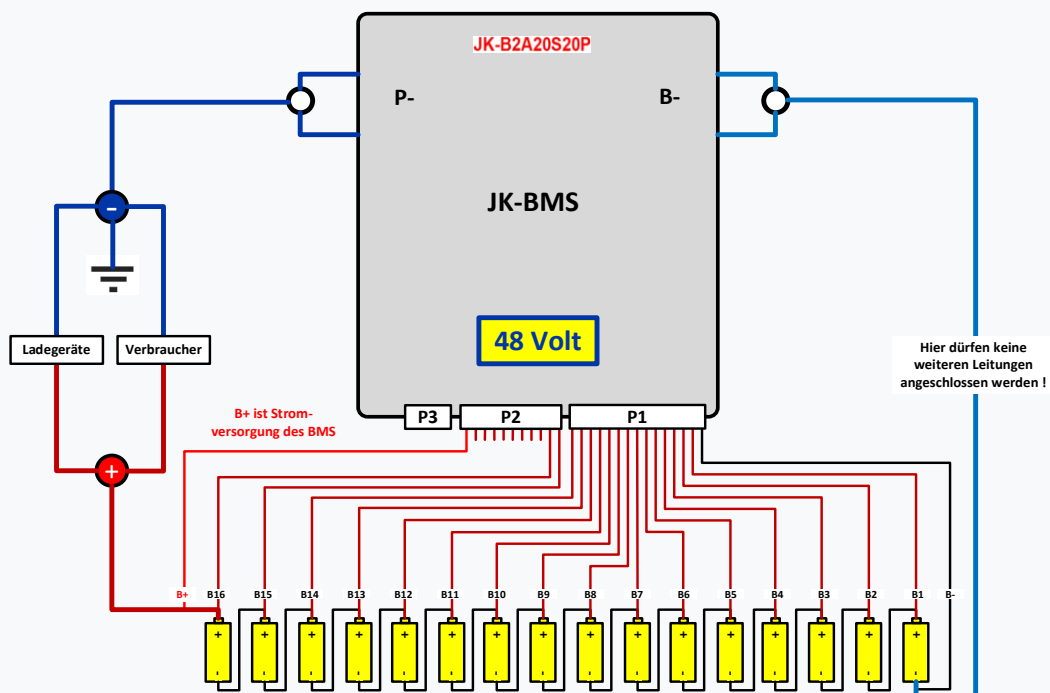 JK-B2A20S20P
P-
B-
JK-BMS
-
48 Volt
Ladegeräte
Verbraucher
Hier dürfen keine
weiteren Leitungen
angeschlossen werden !
P3
P2
P1
B+ ist Strom-
versorgung des BMS
+
B+ B16 B15 B14 B13 B12 B11 B10 B9 B8 B7 B6 B5 B4 B3 B2 B1 B-
+ + + + + + + + + + + + + + + +
- - - - - - - - - - - - - - - -